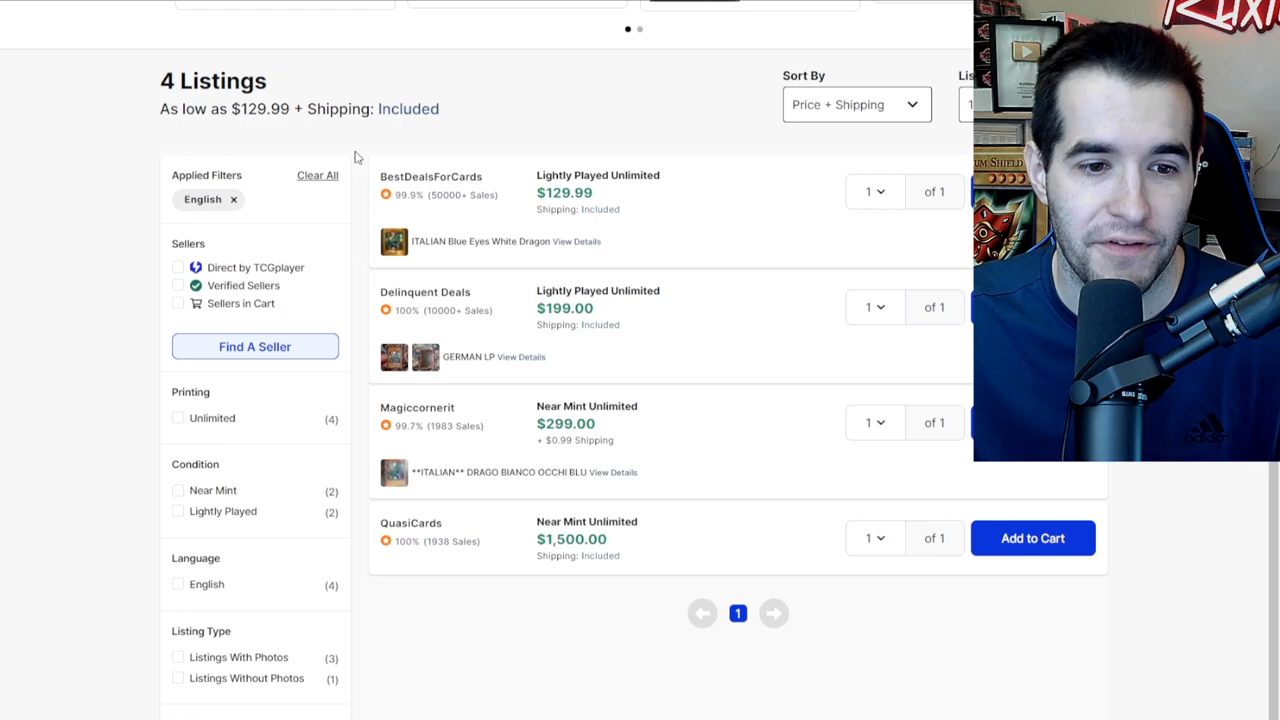 4 Listings
As low as $129.99 + Shipping: Included
Sort By
Price + Shipping
Applied Filters
Clear All
English ×
Sellers
Direct by TCGplayer
Verified Sellers
Sellers in Cart
Find A Seller
Printing
Unlimited (4)
Condition
Near Mint (2)
Lightly Played (2)
Language
English (4)
Listing Type
Listings With Photos (3)
Listings Without Photos (1)
BestDealsForCards
99.9% (50000+ Sales)
Lightly Played Unlimited
$129.99
Shipping: Included
1 of 1
ITALIAN Blue Eyes White Dragon View Details
Delinquent Deals
100% (10000+ Sales)
Lightly Played Unlimited
$199.00
Shipping: Included
1 of 1
GERMAN LP View Details
Magiccornerit
99.7% (1983 Sales)
Near Mint Unlimited
$299.00
+ $0.99 Shipping
1 of 1
**ITALIAN** DRAGO BIANCO OCCHI BLU View Details
QuasiCards
100% (1938 Sales)
Near Mint Unlimited
$1,500.00
Shipping: Included
1 of 1
Add to Cart
1
SHIELD
adidas